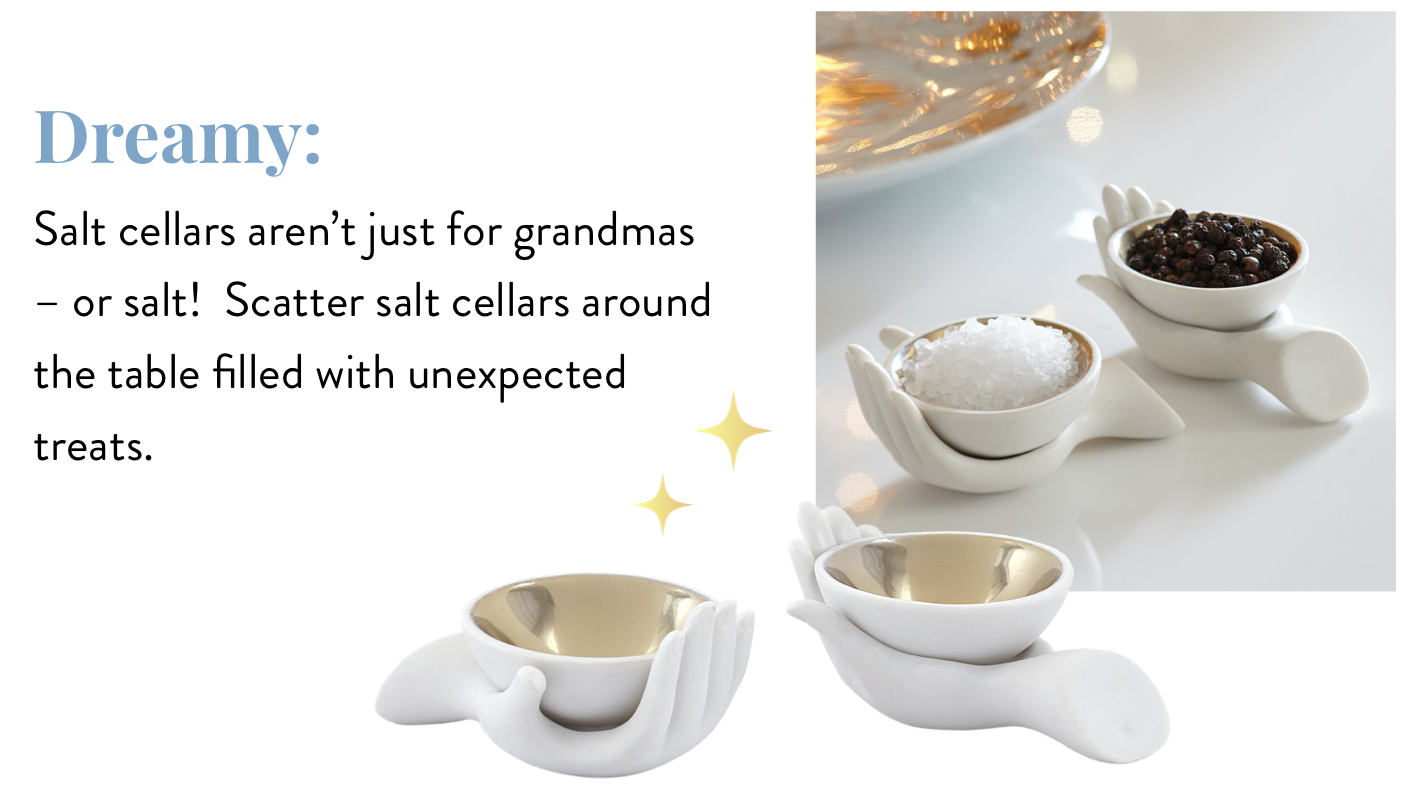 Dreamy:
Salt cellars aren’t just for grandmas
– or salt!  Scatter salt cellars around
the table filled with unexpected
treats.